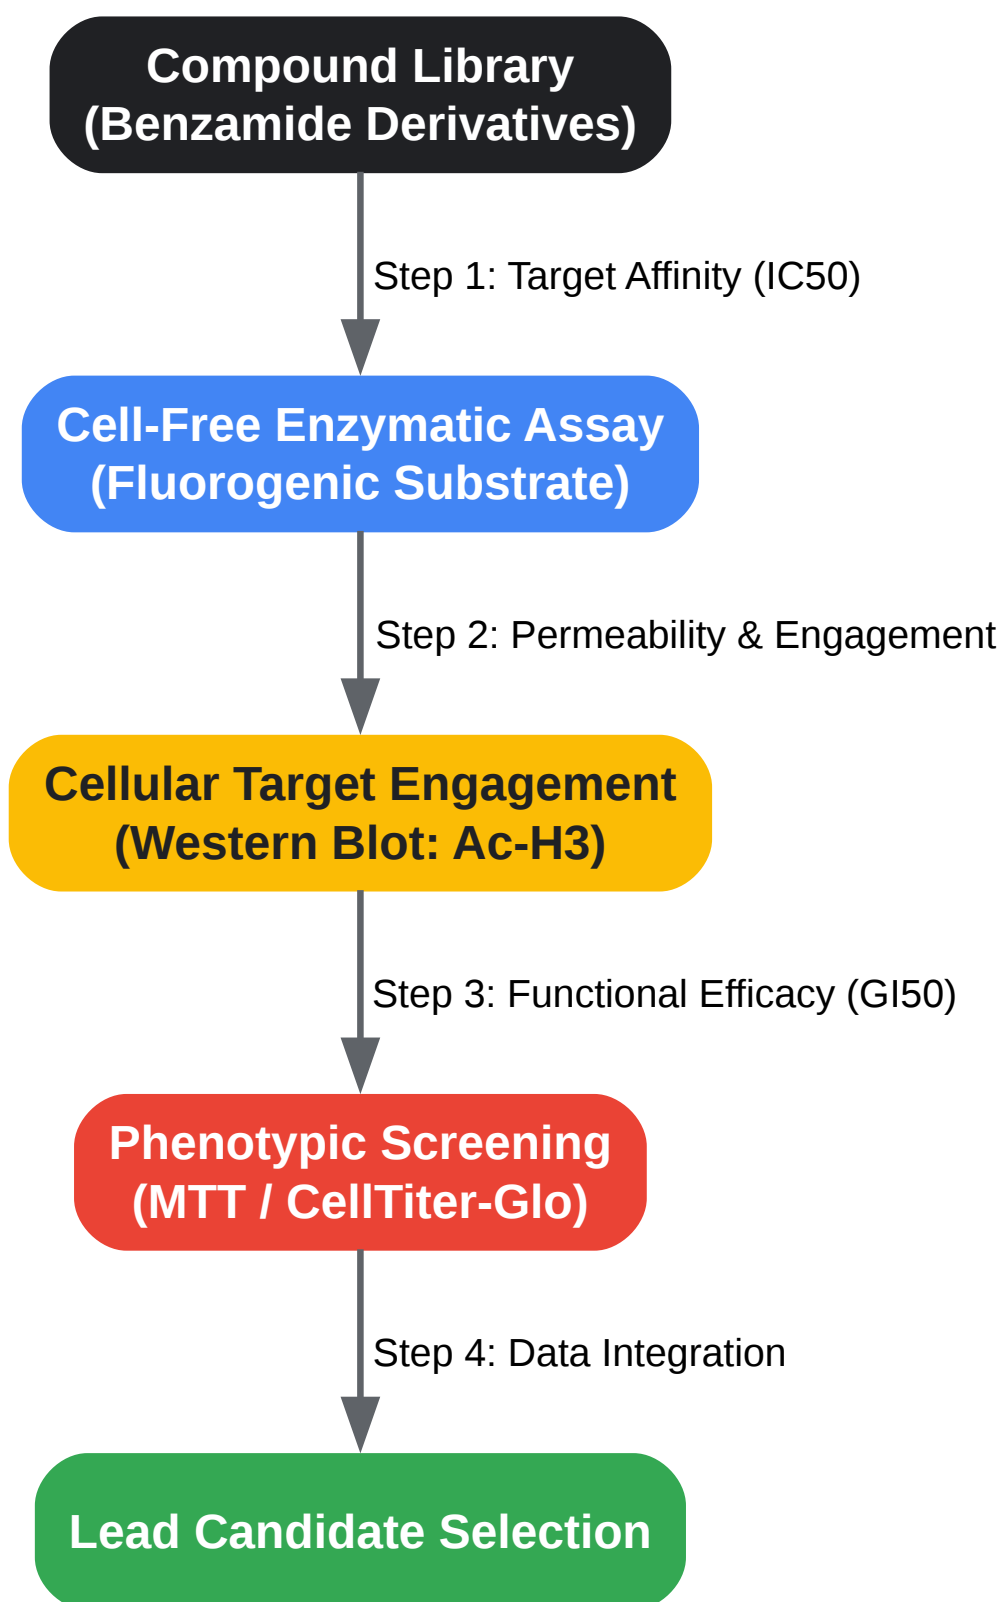 Compound Library
(Benzamide Derivatives)
Step 1: Target Affinity (IC50)
Cell-Free Enzymatic Assay
(Fluorogenic Substrate)
Step 2: Permeability & Engagement
Cellular Target Engagement
(Western Blot: Ac-H3)
Step 3: Functional Efficacy (GI50)
Phenotypic Screening
(MTT / CellTiter-Glo)
Step 4: Data Integration
Lead Candidate Selection